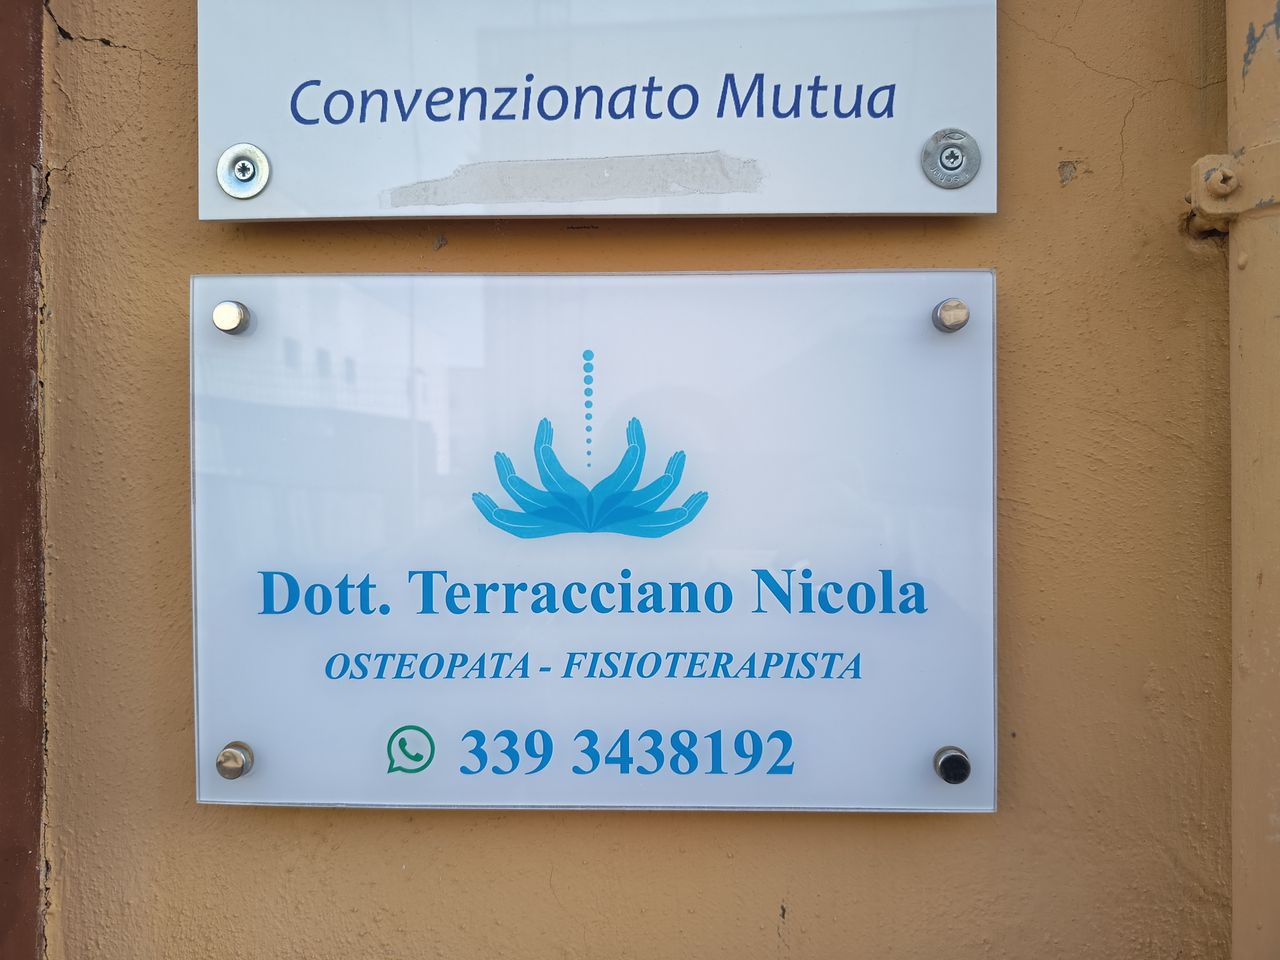 Convenzionato Mutua
Dott. Terracciano Nicola
OSTEOPATA - FISIOTERAPISTA
339 3438192